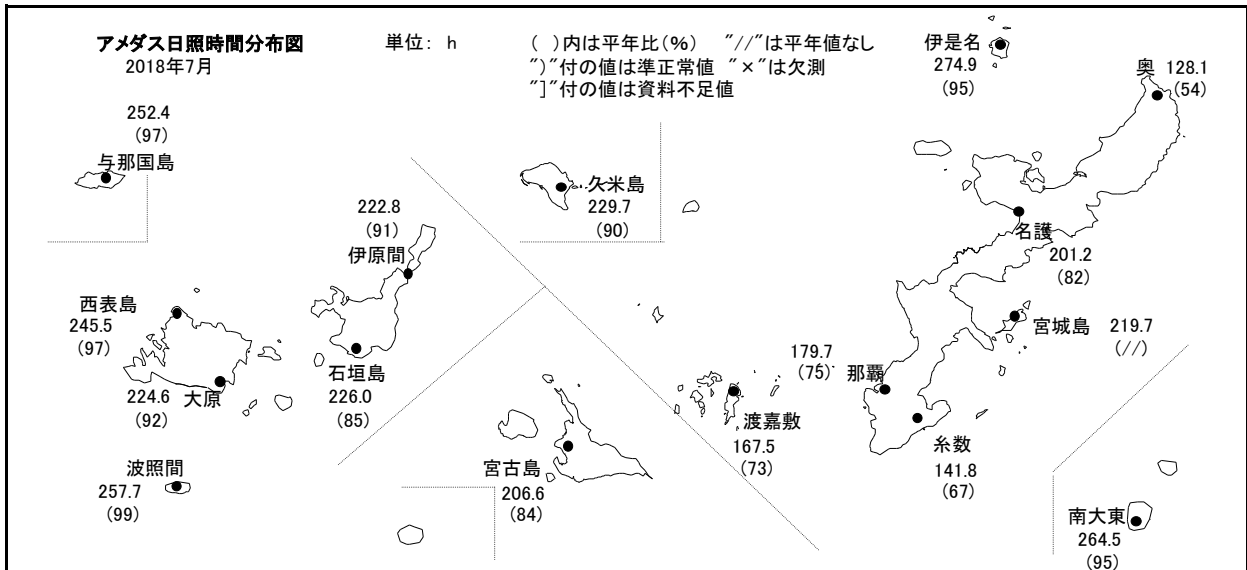 アメダス日照時間分布図 単位: h ( )内は平年比(%) "//"は平年値なし
2018年7月 ")"付の値は準正常値 "×"は欠測
"]"付の値は資料不足値
伊是名
274.9
(95)
奥 128.1
(54)
252.4
(97)
与那国島
久米島
229.7
(90)
222.8
(91)
伊原間
名護
201.2
(82)
西表島
245.5
(97)
宮城島 219.7
(//)
石垣島
226.0
(85)
224.6 大原
(92)
179.7
(75)
那覇
渡嘉敷
167.5
(73)
糸数
141.8
(67)
波照間
257.7
(99)
宮古島
206.6
(84)
南大東
264.5
(95)